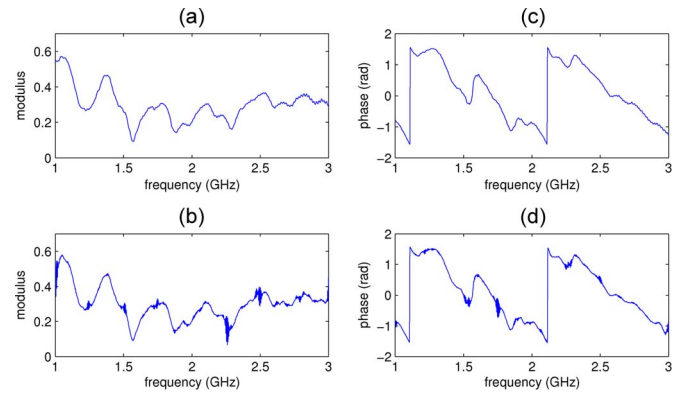 (a)
0.6
0.4
0.2
0
modulus
1 1.5 2 2.5 3
frequency (GHz)
(c)
2
1
0
−1
−2
phase (rad)
1 1.5 2 2.5 3
frequency (GHz)
(b)
0.6
0.4
0.2
0
modulus
1 1.5 2 2.5 3
frequency (GHz)
(d)
2
1
0
−1
−2
phase (rad)
1 1.5 2 2.5 3
frequency (GHz)